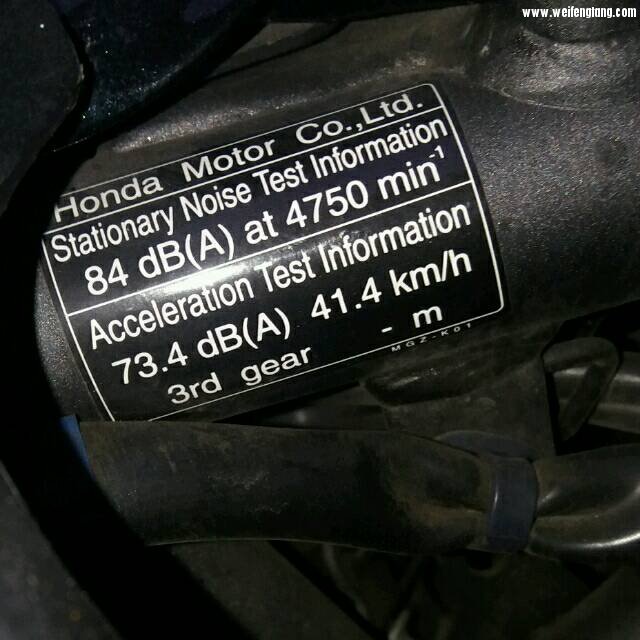 www.weifengtang.com
Honda Motor Co.,Ltd.
Stationary Noise Test Information
84 dB(A) at 4750 min⁻¹
Acceleration Test Information
73.4 dB(A) 41.4 km/h
3rd gear - m
MGZ-K01